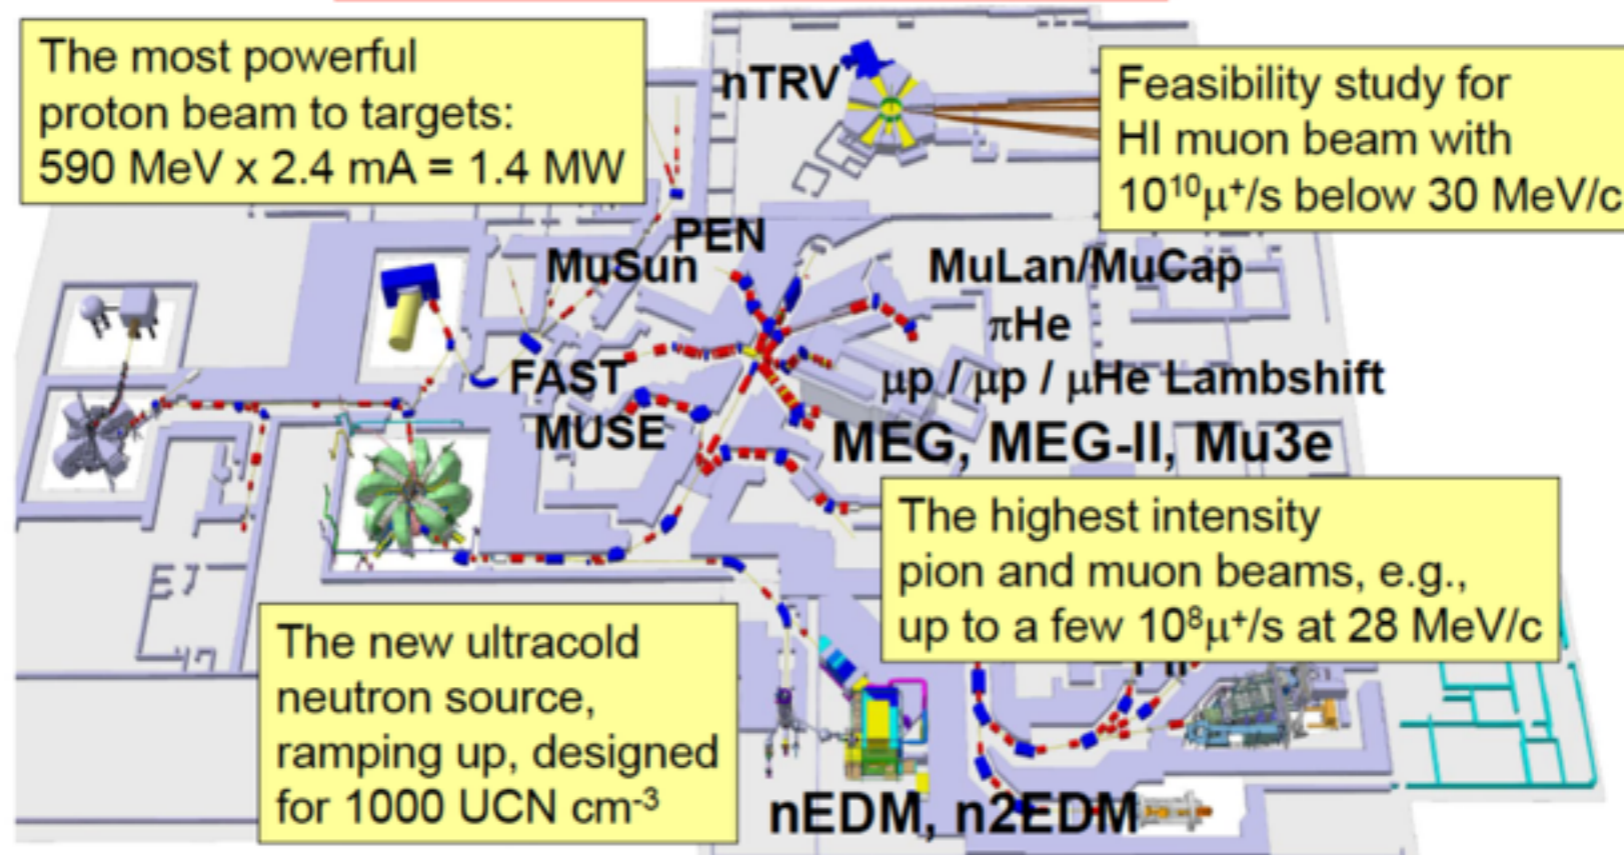 The most powerful
proton beam to targets:
590 MeV x 2.4 mA = 1.4 MW
nTRV
Feasibility study for
HI muon beam with
10¹⁰μ⁺/s below 30 MeV/c
PEN
MuSun
MuLan/MuCap
πHe
FAST
μp / μp / μHe Lambshift
MUSE
MEG, MEG-II, Mu3e
The highest intensity
pion and muon beams, e.g.,
up to a few 10⁸μ⁺/s at 28 MeV/c
The new ultracold
neutron source,
ramping up, designed
for 1000 UCN cm⁻³
nEDM, n2EDM